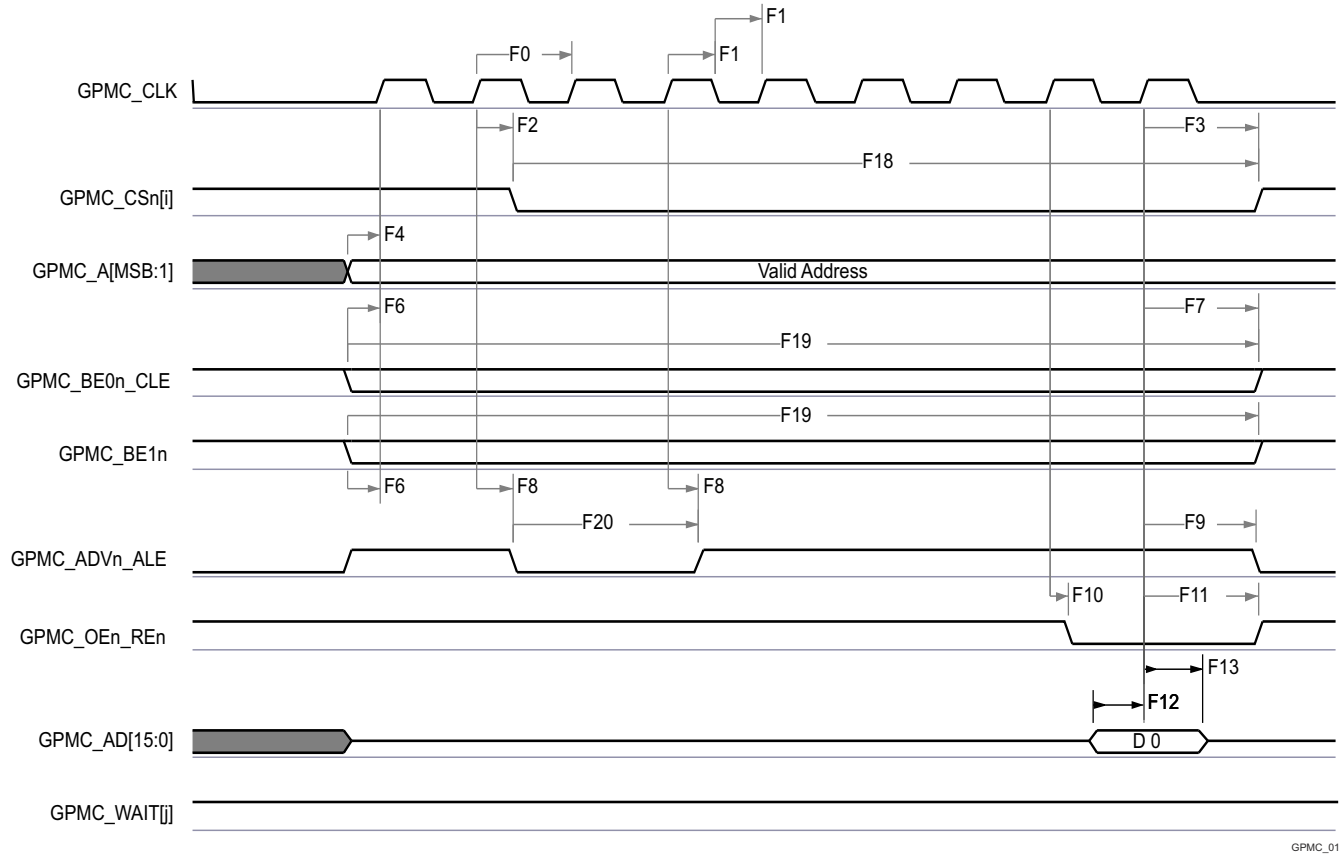 F1
F0
F1
GPMC_CLK
F2
F3
F18
GPMC_CSn[i]
F4
GPMC_A[MSB:1]
Valid Address
F6
F7
F19
GPMC_BE0n_CLE
F19
GPMC_BE1n
F6
F8
F8
F20
F9
GPMC_ADVn_ALE
F10
F11
GPMC_OEn_REn
F13
F12
GPMC_AD[15:0]
D 0
GPMC_WAIT[j]
GPMC_01